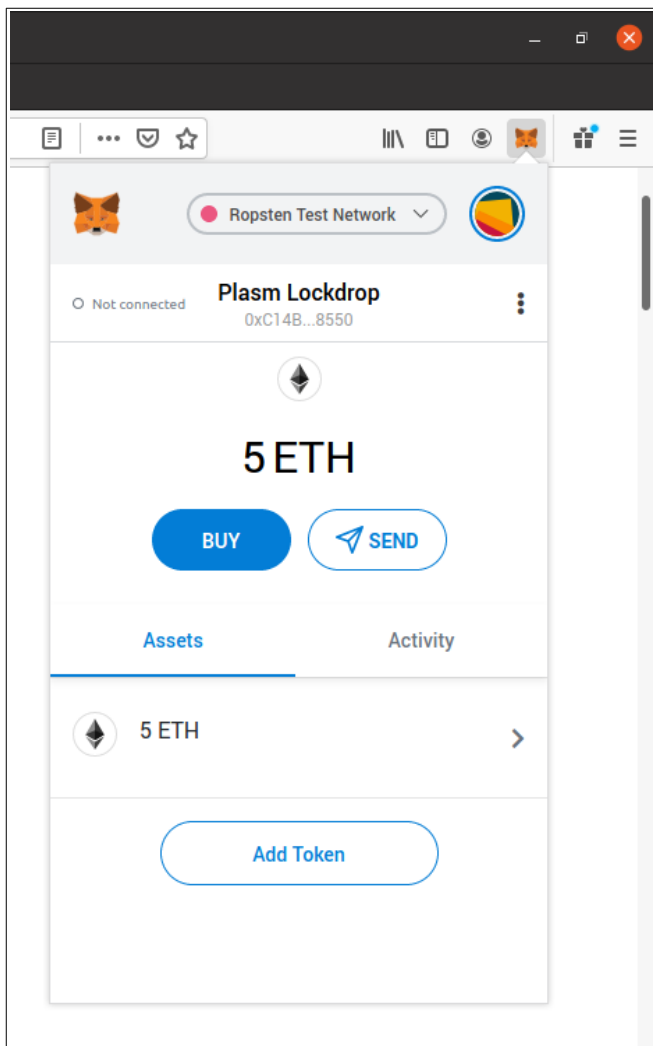 Ropsten Test Network
Not connected
Plasm Lockdrop
0xC14B...8550
5 ETH
BUY
SEND
Assets
Activity
5 ETH
Add Token